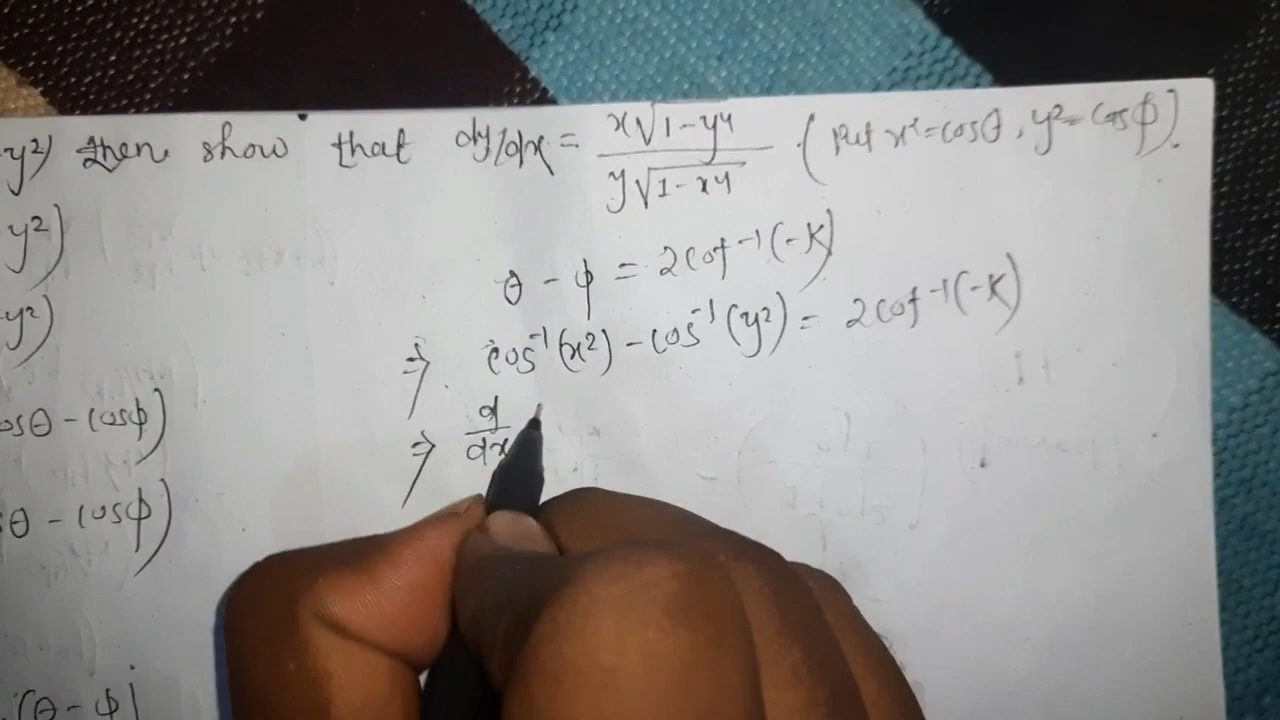 y²) then show that dy/dx = x√1-y4 / y√1-x4 . (Put x²=cosθ, y²=cosϕ).
y²)
θ - ϕ = 2cot⁻¹(-K)
y²)
⇒ cos⁻¹(x²) - cos⁻¹(y²) = 2cot⁻¹(-K)
osθ - cosϕ)
⇒ d/dx
θ - cosϕ)
(θ - ϕ